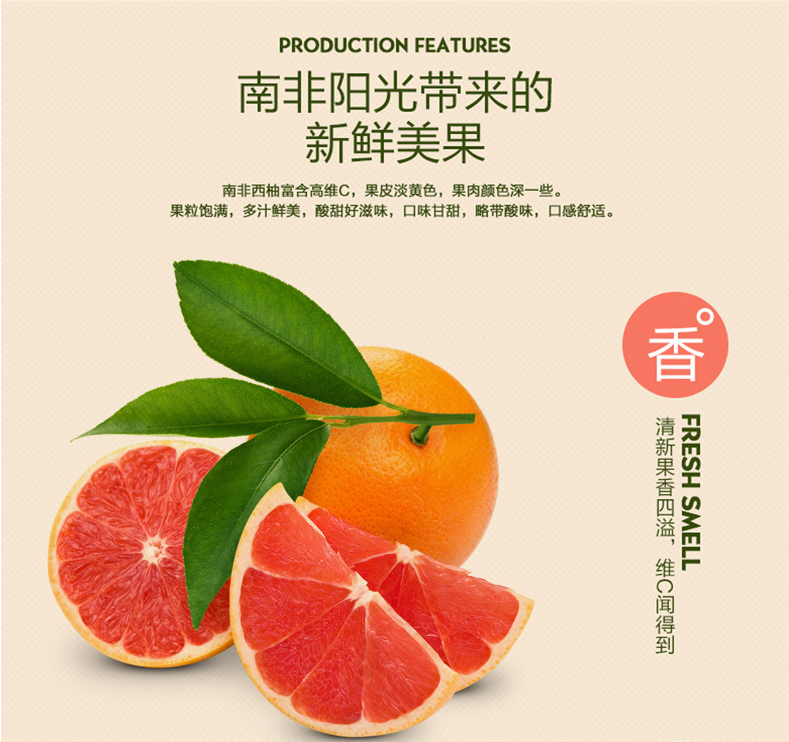 PRODUCTION FEATURES
南非阳光带来的
新鲜美果
南非西柚富含高维C，果皮淡黄色，果肉颜色深一些。
果粒饱满，多汁鲜美，酸甜好滋味，口味甘甜，略带酸味，口感舒适。
香
FRESH SMELL
清新果香四溢，维C闻得到